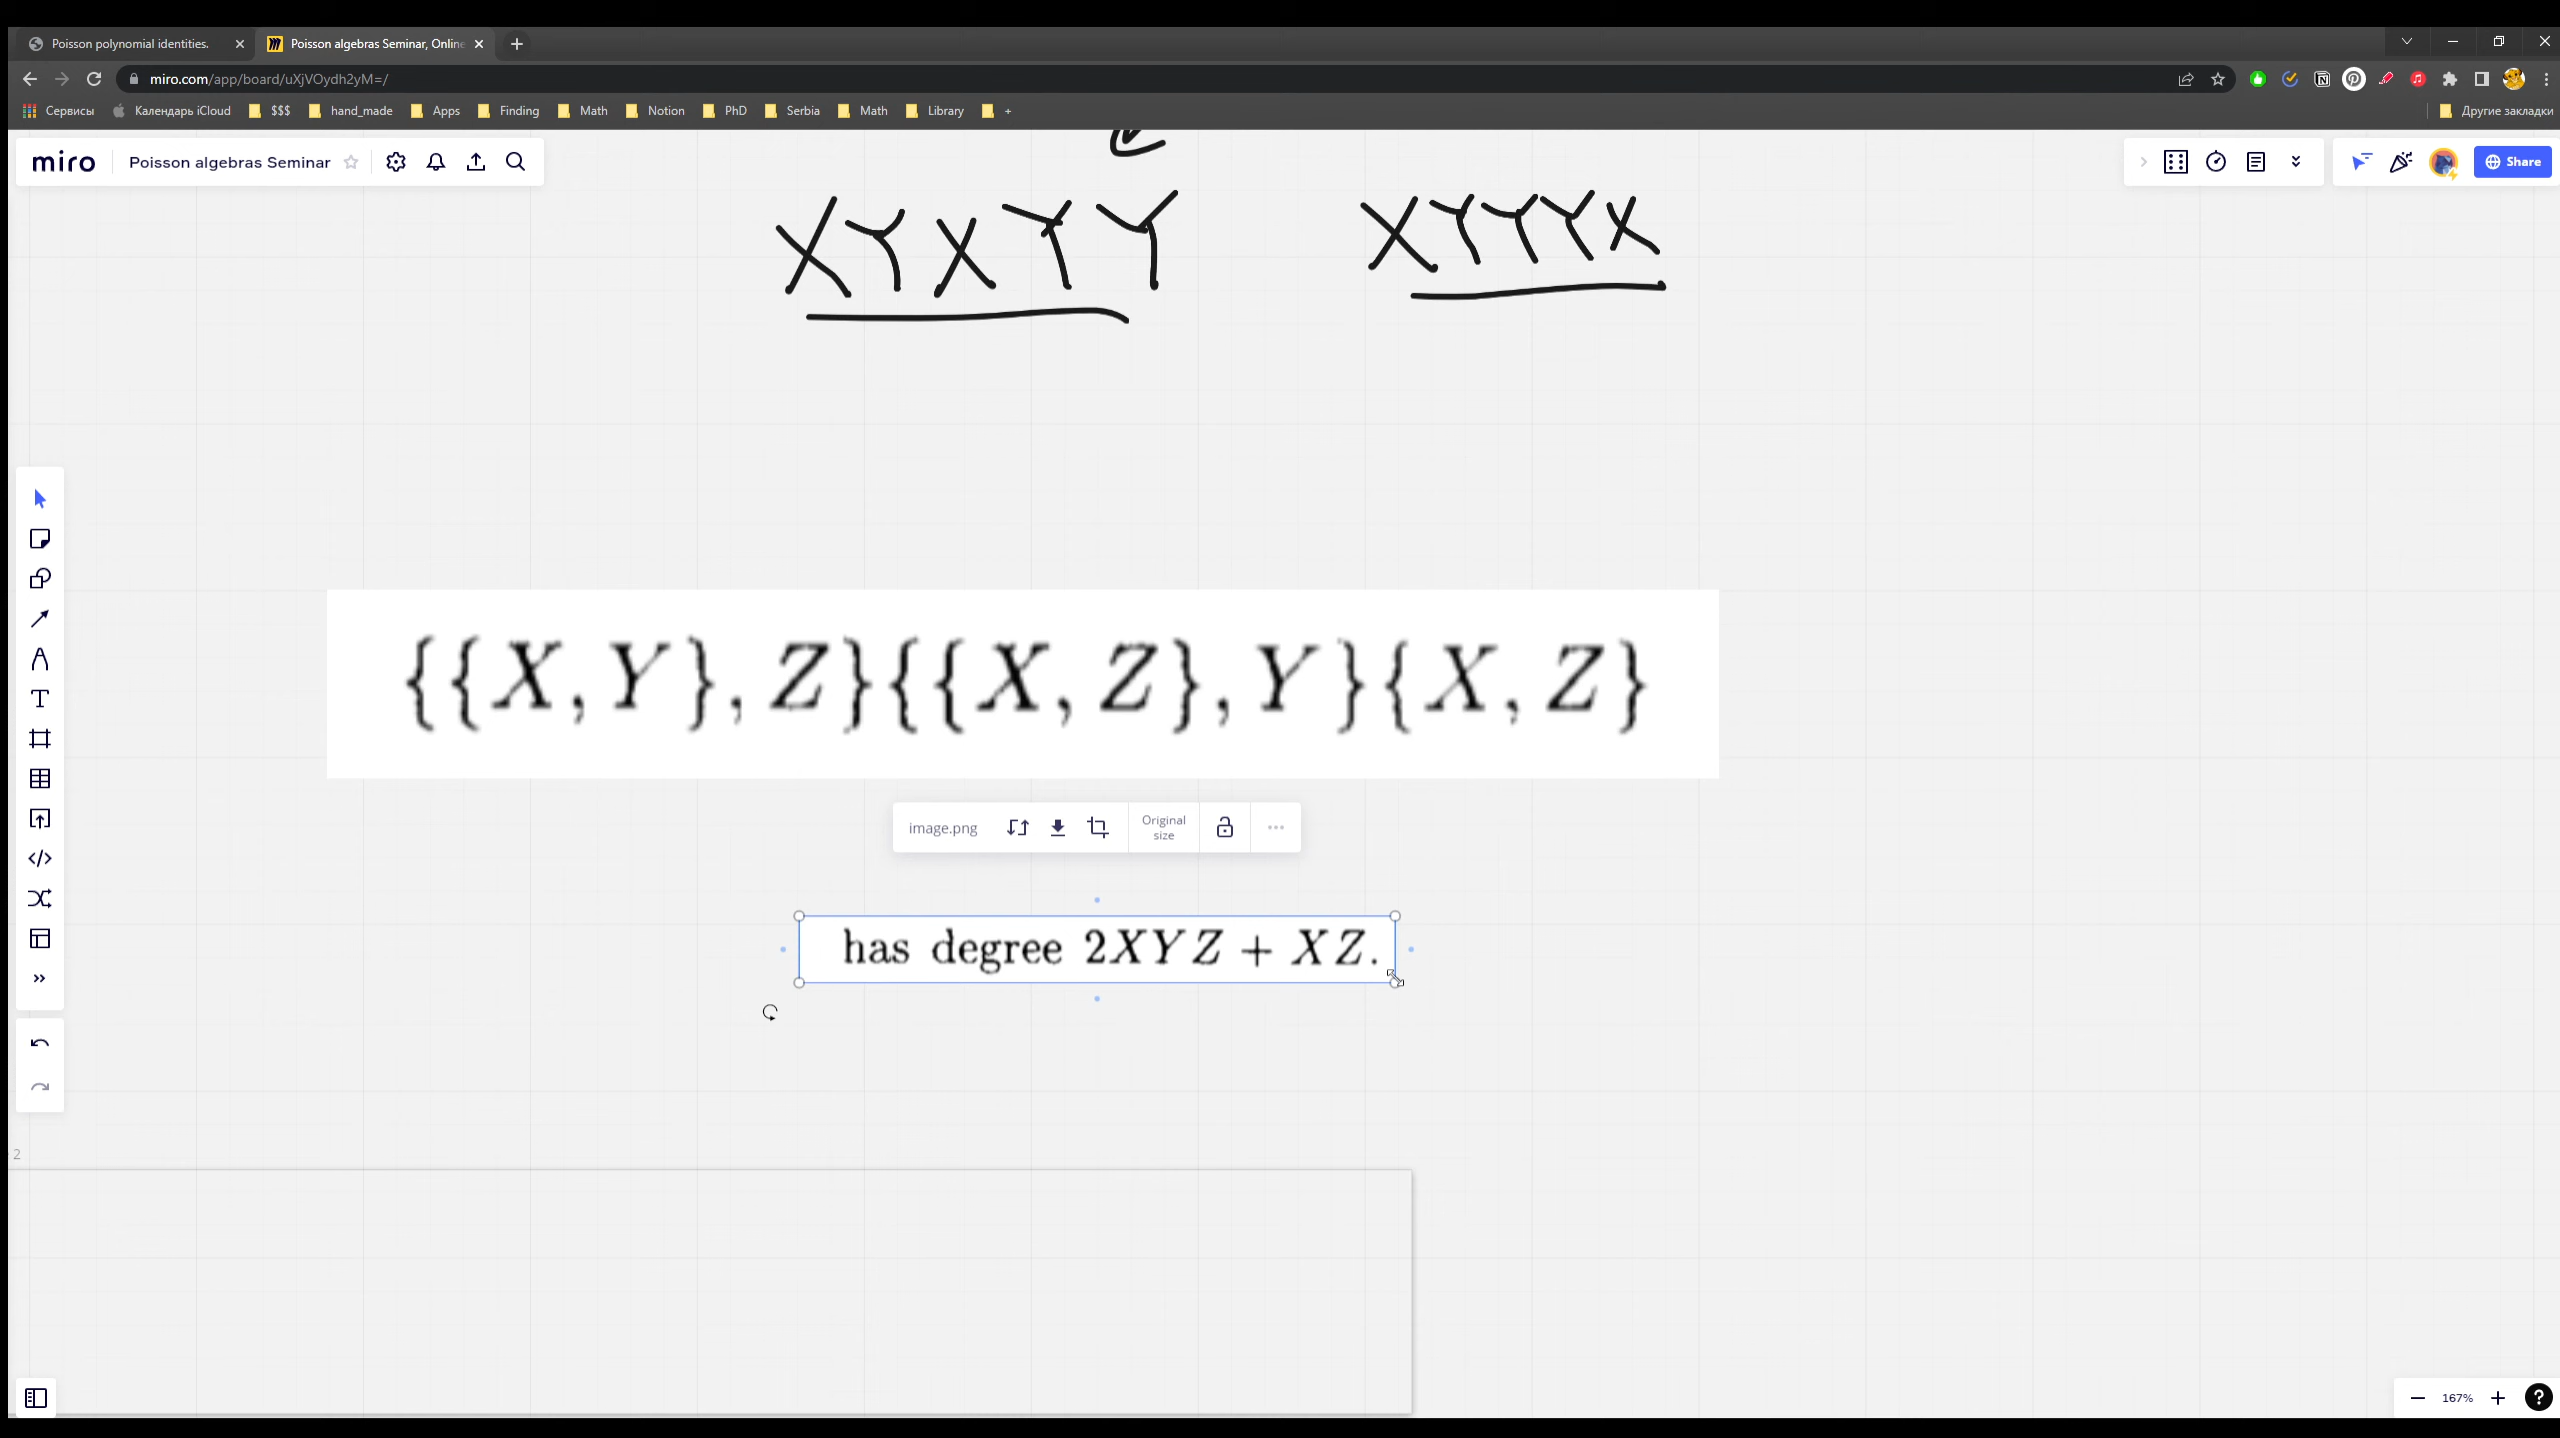 Poisson polynomial identities.
Poisson algebras Seminar, Online
miro.com/app/board/uXjVOydh2yM=/
Сервисы Календарь iCloud $$$ hand_made Apps Finding Math Notion PhD Serbia Math Library + Другие закладки
miro Poisson algebras Seminar Share
XYXYY XYYYX
{{X, Y}, Z}{{X, Z}, Y}{X, Z}
image.png Original size
has degree 2XYZ + XZ.
2
167%